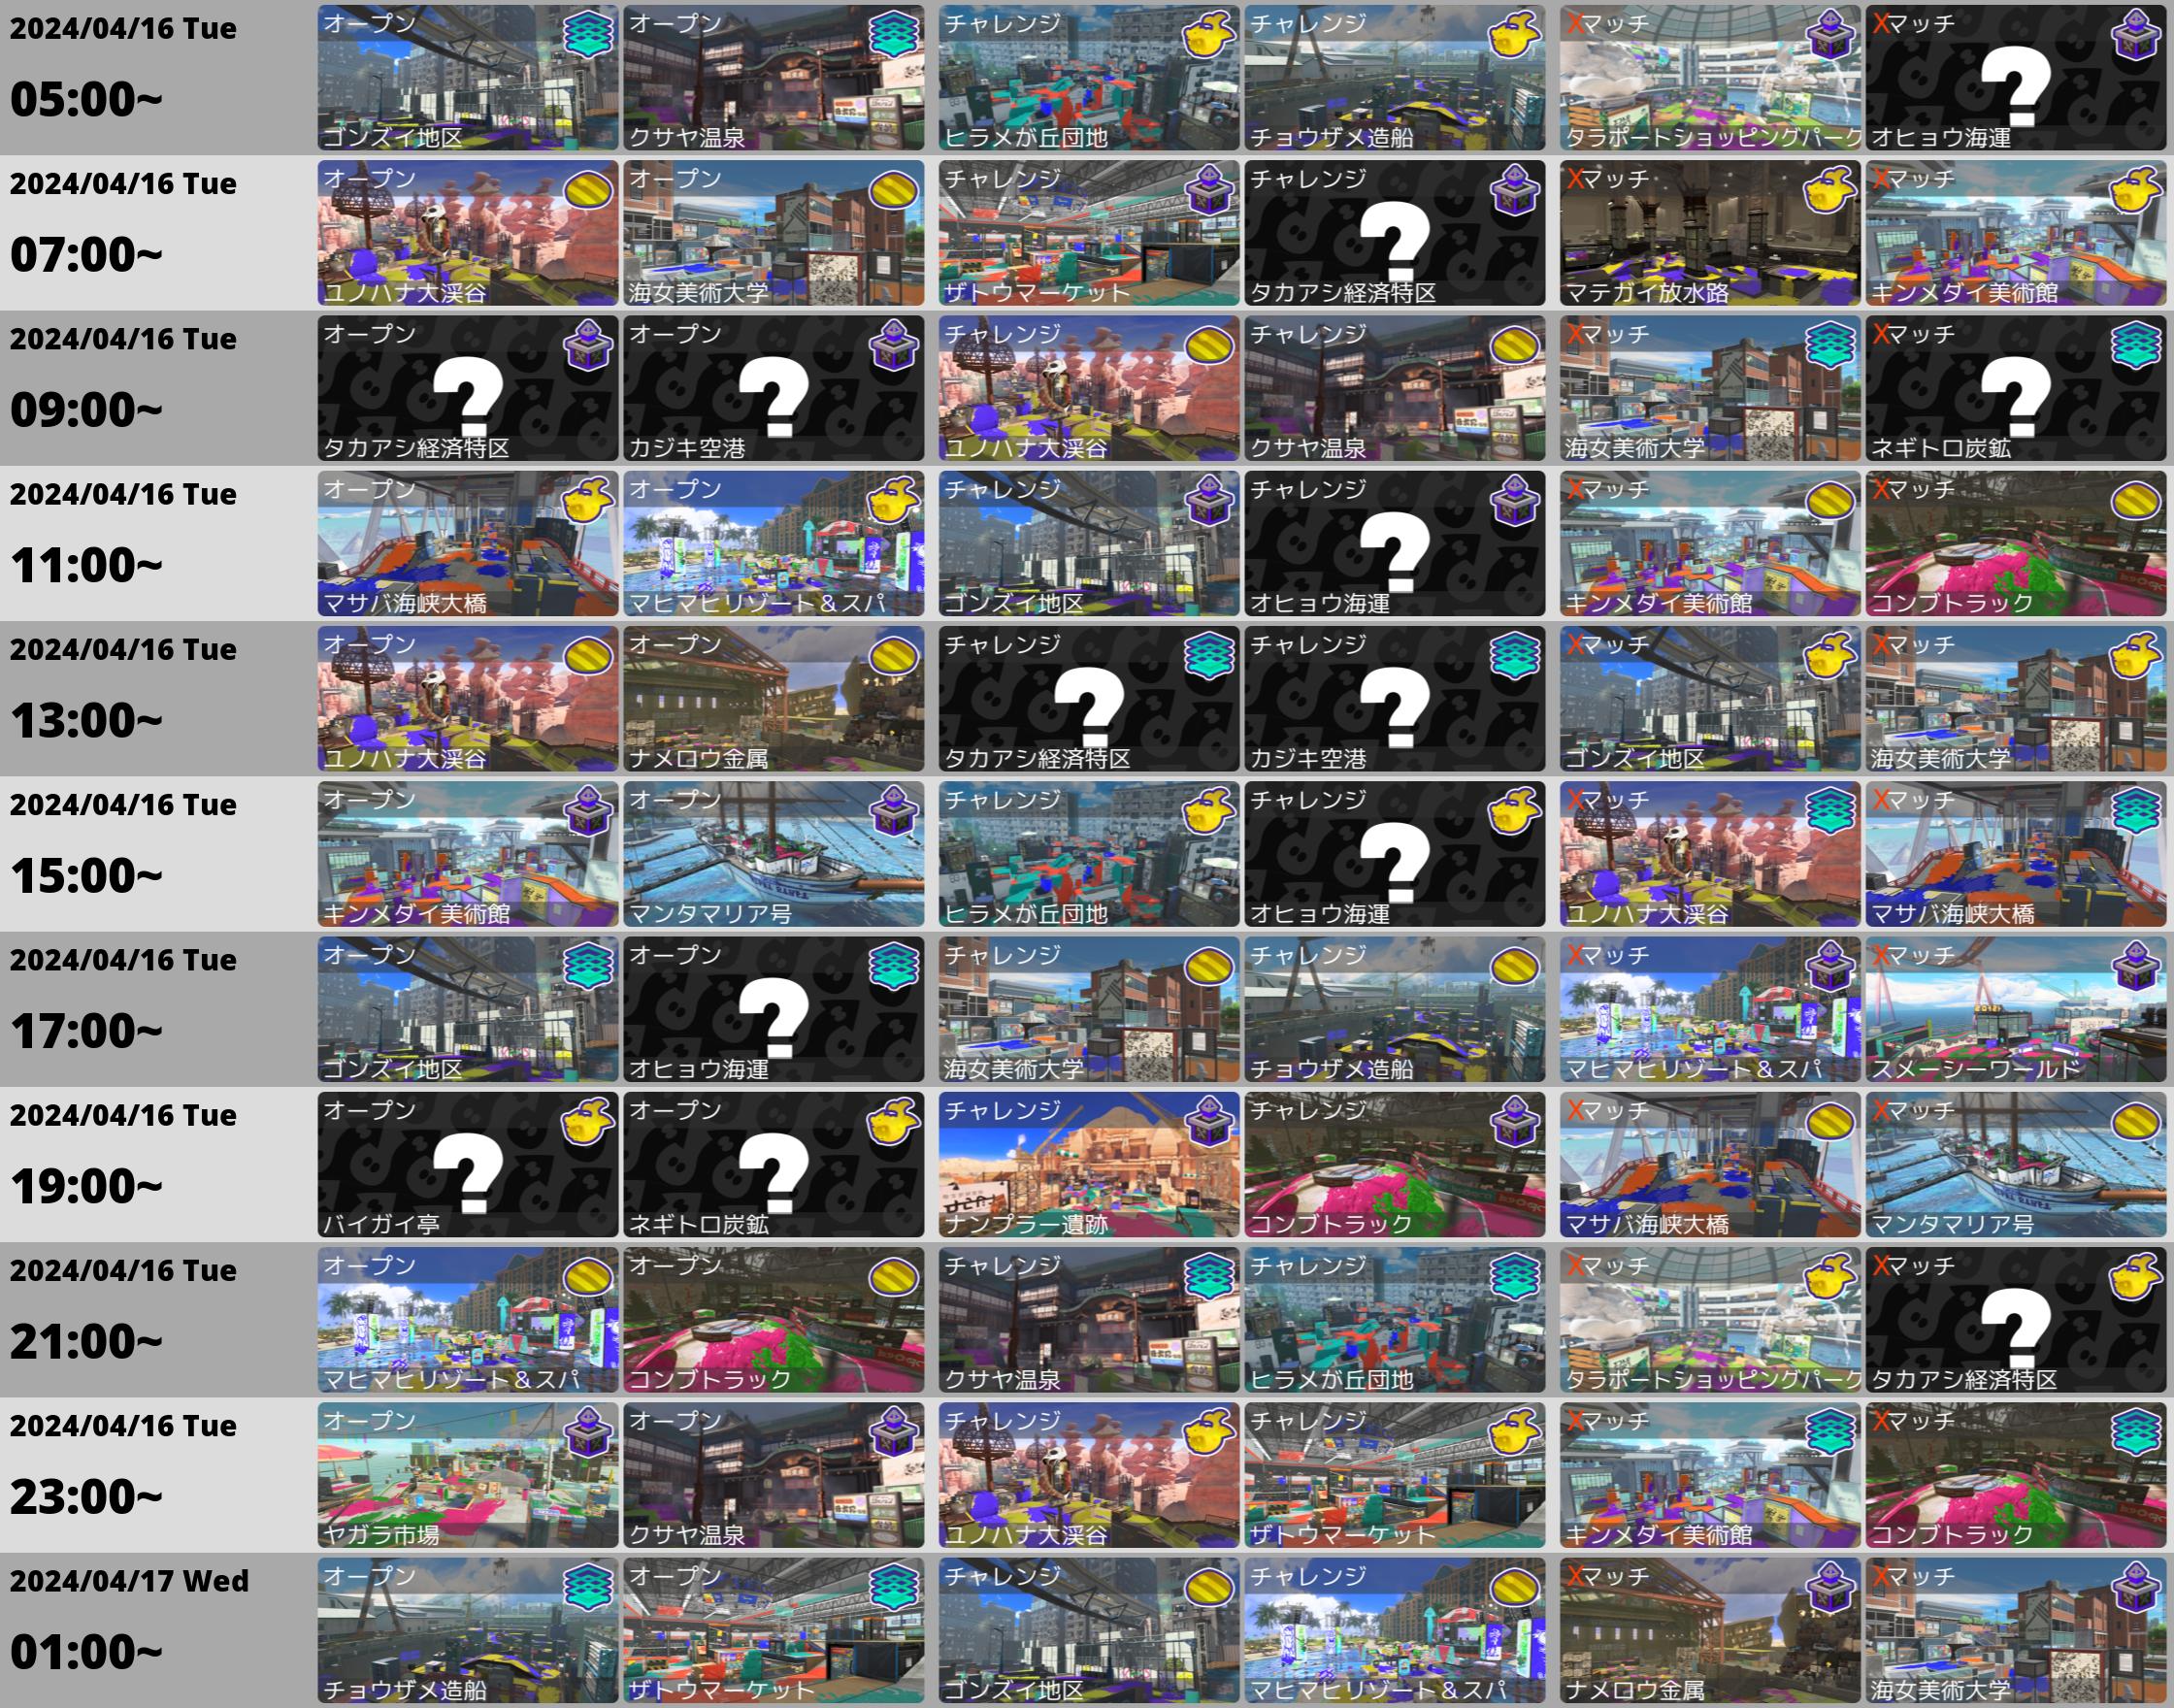 2024/04/16 Tue
05:00~
オープン
ゴンズイ地区
オープン
クサヤ温泉
チャレンジ
ヒラメが丘団地
チャレンジ
チョウザメ造船
Xマッチ
タラポートショッピングパーク
Xマッチ
オヒョウ海運
2024/04/16 Tue
07:00~
オープン
ユノハナ大渓谷
オープン
海女美術大学
チャレンジ
ザトウマーケット
チャレンジ
タカアシ経済特区
Xマッチ
マテガイ放水路
Xマッチ
キンメダイ美術館
2024/04/16 Tue
09:00~
オープン
タカアシ経済特区
オープン
カジキ空港
チャレンジ
ユノハナ大渓谷
チャレンジ
クサヤ温泉
Xマッチ
海女美術大学
Xマッチ
ネギトロ炭鉱
2024/04/16 Tue
11:00~
オープン
マサバ海峡大橋
オープン
マヒマヒリゾート＆スパ
チャレンジ
ゴンズイ地区
チャレンジ
オヒョウ海運
Xマッチ
キンメダイ美術館
Xマッチ
コンブトラック
2024/04/16 Tue
13:00~
オープン
ユノハナ大渓谷
オープン
ナメロウ金属
チャレンジ
タカアシ経済特区
チャレンジ
カジキ空港
Xマッチ
ゴンズイ地区
Xマッチ
海女美術大学
2024/04/16 Tue
15:00~
オープン
キンメダイ美術館
オープン
マンタマリア号
チャレンジ
ヒラメが丘団地
チャレンジ
オヒョウ海運
Xマッチ
ユノハナ大渓谷
Xマッチ
マサバ海峡大橋
2024/04/16 Tue
17:00~
オープン
ゴンズイ地区
オープン
オヒョウ海運
チャレンジ
海女美術大学
チャレンジ
チョウザメ造船
Xマッチ
マヒマヒリゾート＆スパ
Xマッチ
スメーシーワールド
2024/04/16 Tue
19:00~
オープン
バイガイ亭
オープン
ネギトロ炭鉱
チャレンジ
ナンプラー遺跡
チャレンジ
コンブトラック
Xマッチ
マサバ海峡大橋
Xマッチ
マンタマリア号
2024/04/16 Tue
21:00~
オープン
マヒマヒリゾート＆スパ
オープン
コンブトラック
チャレンジ
クサヤ温泉
チャレンジ
ヒラメが丘団地
Xマッチ
タラポートショッピングパーク
Xマッチ
タカアシ経済特区
2024/04/16 Tue
23:00~
オープン
ヤガラ市場
オープン
クサヤ温泉
チャレンジ
ユノハナ大渓谷
チャレンジ
ザトウマーケット
Xマッチ
キンメダイ美術館
Xマッチ
コンブトラック
2024/04/17 Wed
01:00~
オープン
チョウザメ造船
オープン
ザトウマーケット
チャレンジ
ゴンズイ地区
チャレンジ
マヒマヒリゾート＆スパ
Xマッチ
ナメロウ金属
Xマッチ
海女美術大学